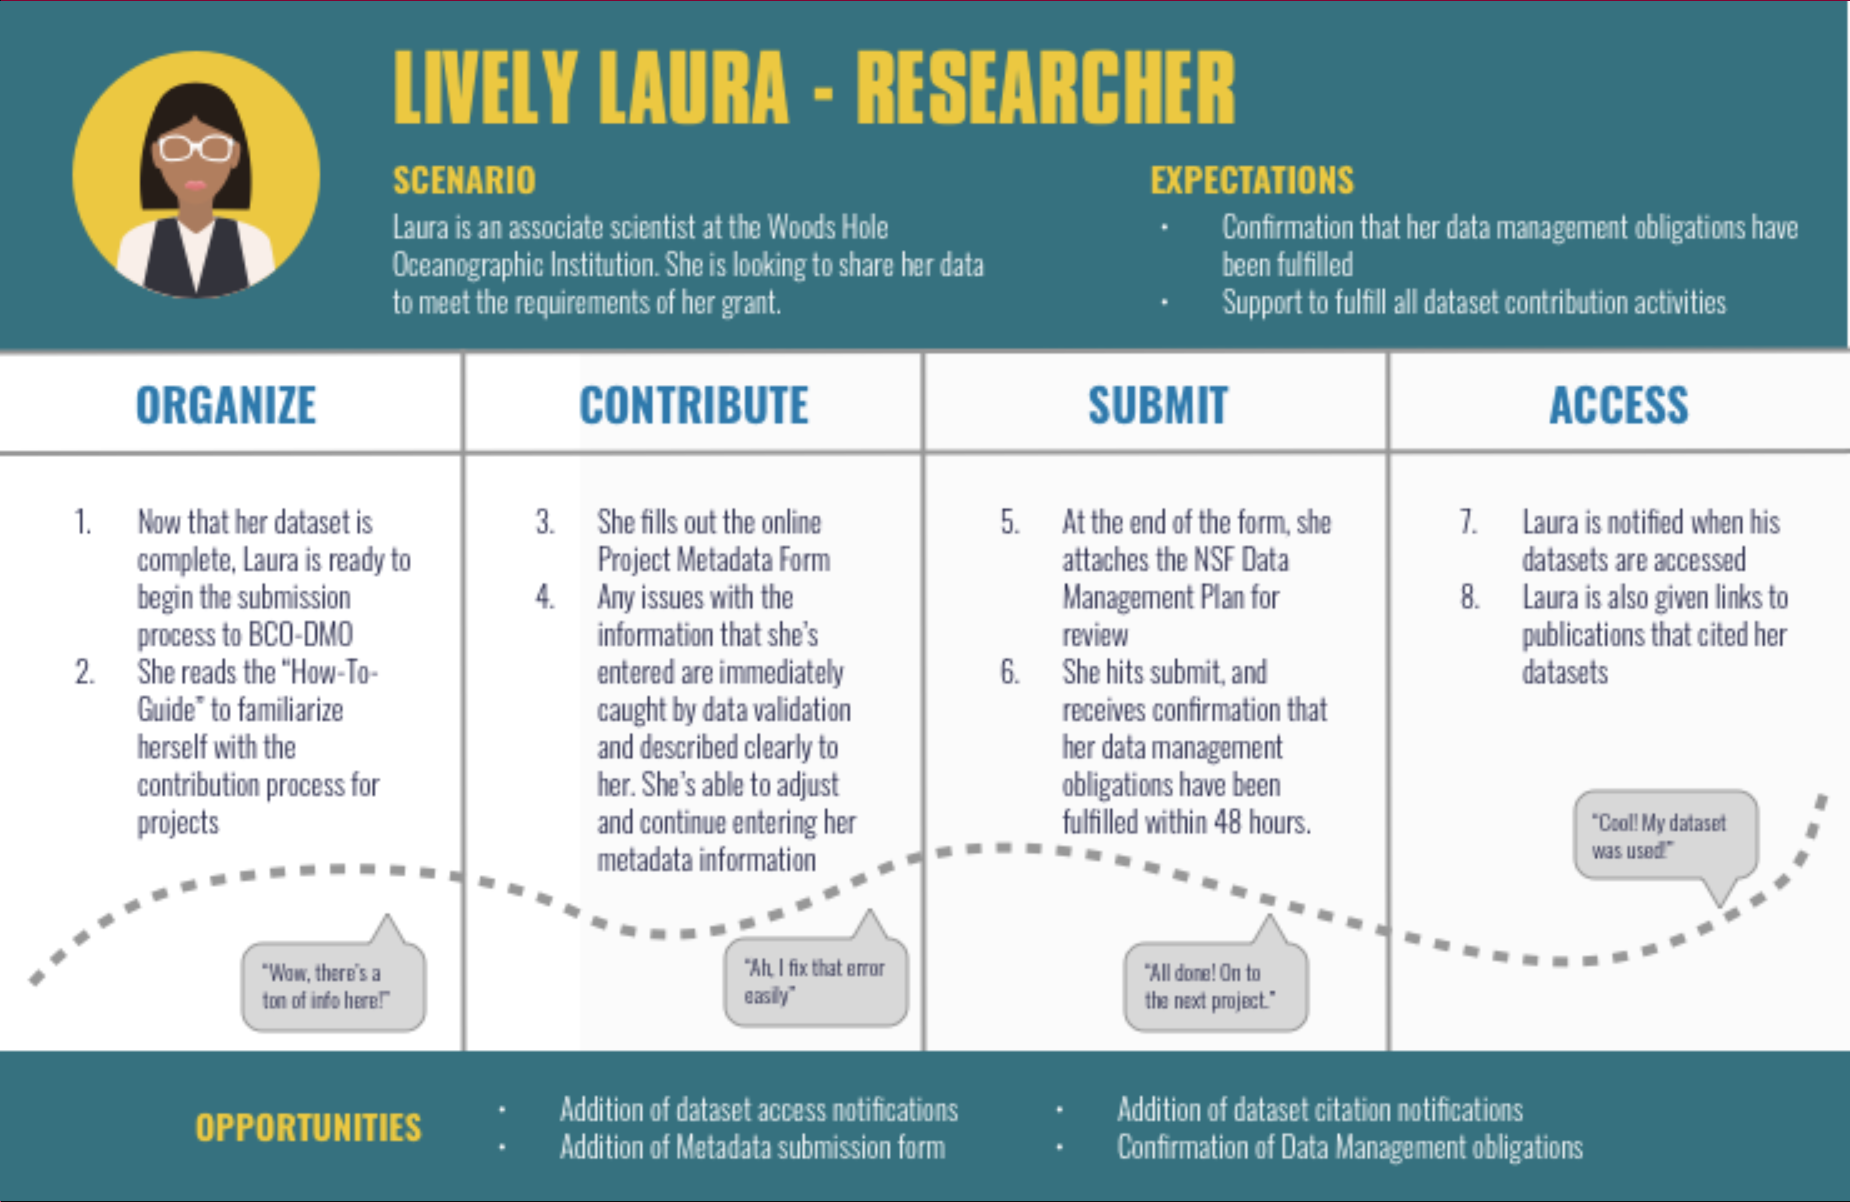 LIVELY LAURA - RESEARCHER
SCENARIO
Laura is an associate scientist at the Woods Hole
Oceanographic Institution. She is looking to share her data
to meet the requirements of her grant.
EXPECTATIONS
• Confirmation that her data management obligations have
been fulfilled
• Support to fulfill all dataset contribution activities
ORGANIZE
1. Now that her dataset is
complete, Laura is ready to
begin the submission
process to BCO-DMO
2. She reads the “How-To-
Guide” to familiarize
herself with the
contribution process for
projects
“Wow, there’s a
ton of info here!”
CONTRIBUTE
3. She fills out the online
Project Metadata Form
4. Any issues with the
information that she’s
entered are immediately
caught by data validation
and described clearly to
her. She’s able to adjust
and continue entering her
metadata information
“Ah, I fix that error
easily”
SUBMIT
5. At the end of the form, she
attaches the NSF Data
Management Plan for
review
6. She hits submit, and
receives confirmation that
her data management
obligations have been
fulfilled within 48 hours.
“All done! On to
the next project.”
ACCESS
7. Laura is notified when his
datasets are accessed
8. Laura is also given links to
publications that cited her
datasets
“Cool! My dataset
was used!”
OPPORTUNITIES
• Addition of dataset access notifications
• Addition of Metadata submission form
• Addition of dataset citation notifications
• Confirmation of Data Management obligations